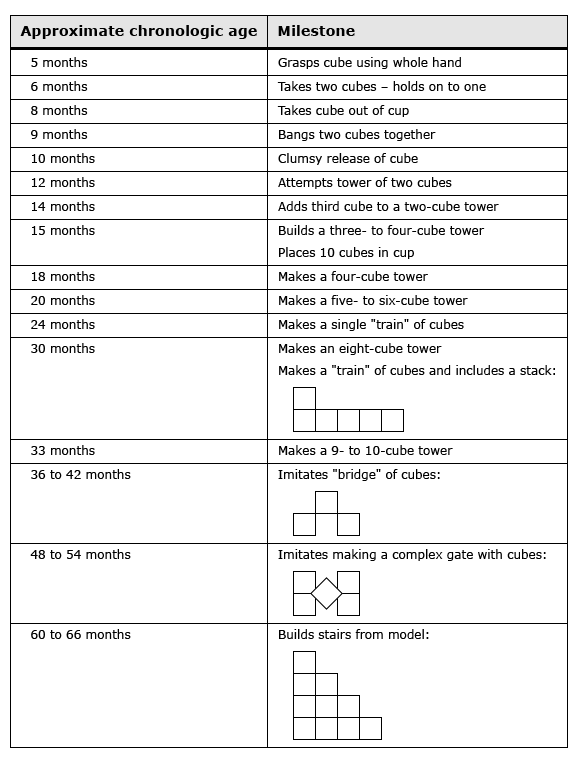 Approximate chronologic age Milestone
5 months Grasps cube using whole hand
6 months Takes two cubes – holds on to one
8 months Takes cube out of cup
9 months Bangs two cubes together
10 months Clumsy release of cube
12 months Attempts tower of two cubes
14 months Adds third cube to a two-cube tower
15 months Builds a three- to four-cube tower
Places 10 cubes in cup
18 months Makes a four-cube tower
20 months Makes a five- to six-cube tower
24 months Makes a single "train" of cubes
30 months Makes an eight-cube tower
Makes a "train" of cubes and includes a stack:
33 months Makes a 9- to 10-cube tower
36 to 42 months Imitates "bridge" of cubes:
48 to 54 months Imitates making a complex gate with cubes:
60 to 66 months Builds stairs from model: